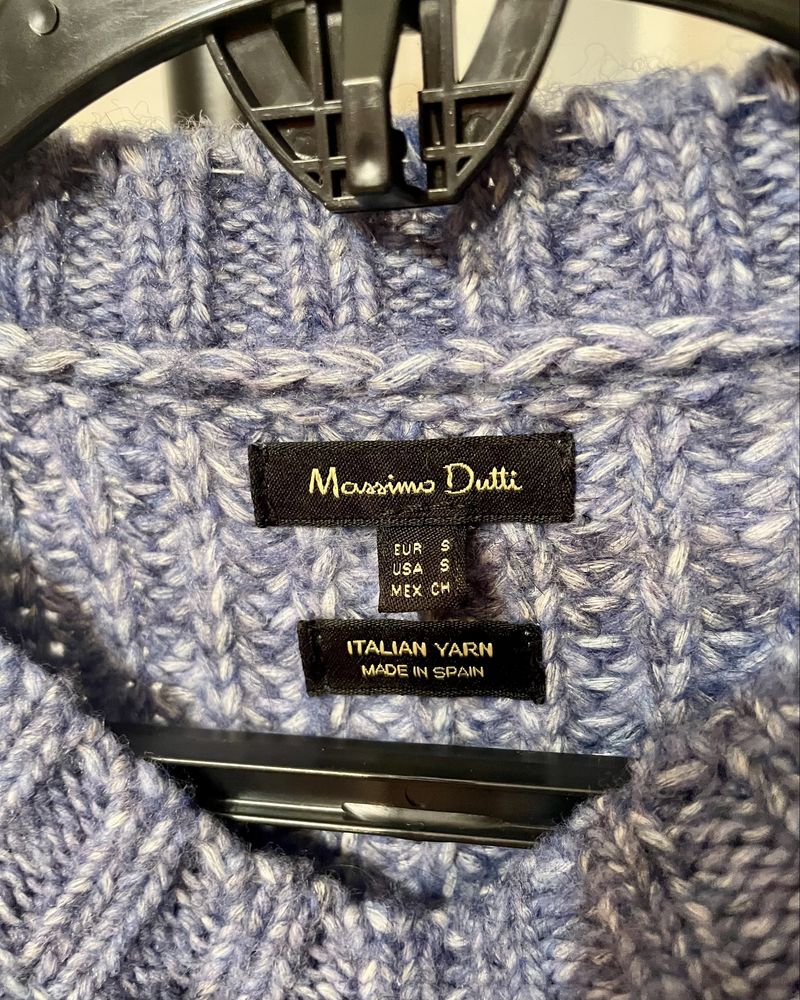 Massimo Dutti
EUR S
USA S
MEX CH
ITALIAN YARN
MADE IN SPAIN